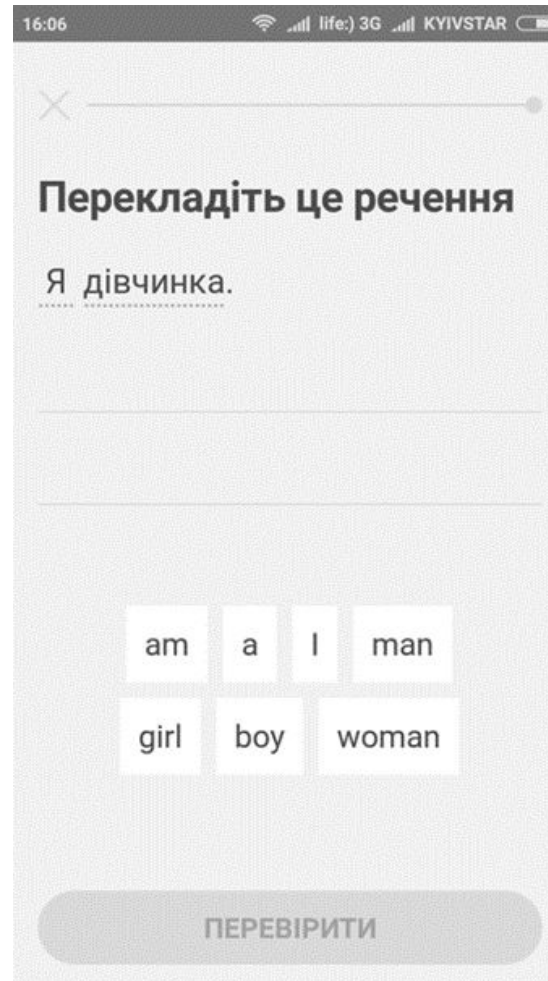 16:06 life:) 3G KYIVSTAR
Перекладіть це речення
Я дівчинка.
am a I man
girl boy woman
ПЕРЕВІРИТИ